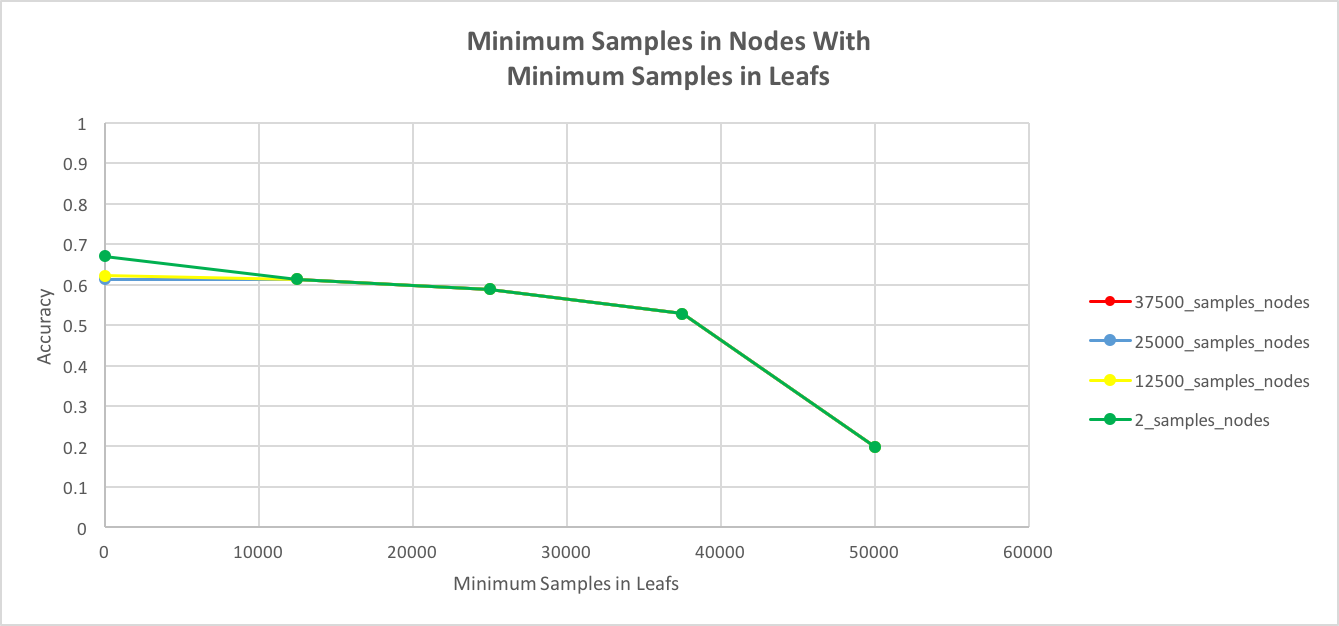 Minimum Samples in Nodes With
Minimum Samples in Leafs
1
0.9
0.8
0.7
0.6
0.5
0.4
0.3
0.2
0.1
0
Accuracy
0 10000 20000 30000 40000 50000 60000
Minimum Samples in Leafs
37500_samples_nodes
25000_samples_nodes
12500_samples_nodes
2_samples_nodes